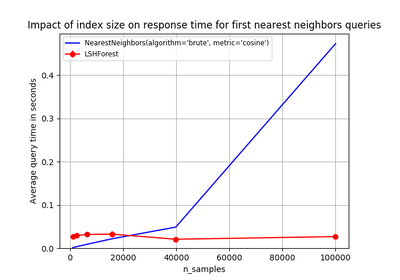 Impact of index size on response time for first nearest neighbors queries
NearestNeighbors(algorithm='brute', metric='cosine')
LSHForest
Average query time in seconds
0.4
0.3
0.2
0.1
0.0
0 20000 40000 60000 80000 100000
n_samples